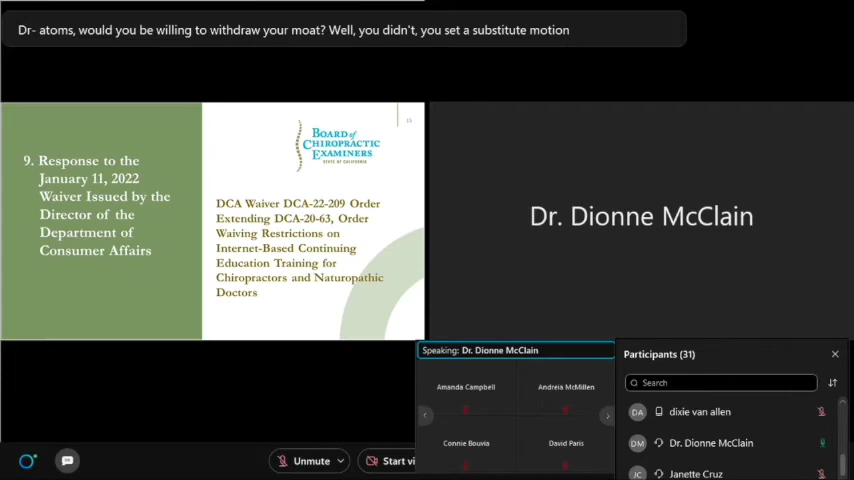 Dr- atoms, would you be willing to withdraw your moat? Well, you didn't, you set a substitute motion
15
9. Response to the
January 11, 2022
Waiver Issued by the
Director of the
Department of
Consumer Affairs
BOARD of
CHIROPRACTIC
EXAMINERS
STATE OF CALIFORNIA
DCA Waiver DCA-22-209 Order
Extending DCA-20-63, Order
Waiving Restrictions on
Internet-Based Continuing
Education Training for
Chiropractors and Naturopathic
Doctors
Dr. Dionne McClain
Speaking: Dr. Dionne McClain
Amanda Campbell
Andreia McMillen
Connie Bouvia
David Paris
Participants (31)
Search
DA dixie van allen
DM Dr. Dionne McClain
JC Janette Cruz
Unmute
Start vi